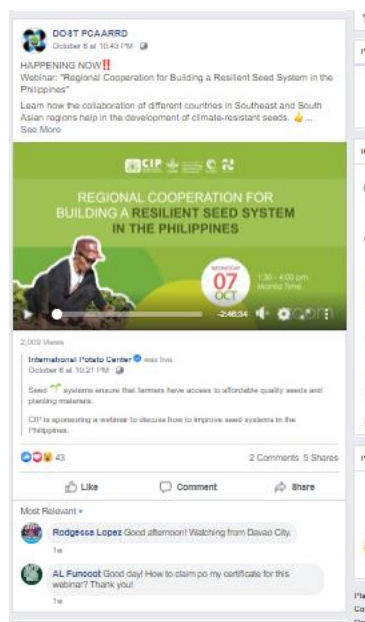 DOST PCAARRD
October 6 at 10:43 PM ·
HAPPENING NOW‼
Webinar: "Regional Cooperation for Building a Resilient Seed System in the
Philippines"
Learn how the collaboration of different countries in Southeast and South
Asian regions help in the development of climate-resistant seeds. 👍...
See More
CIP
REGIONAL COOPERATION FOR
BUILDING A RESILIENT SEED SYSTEM
IN THE PHILIPPINES
07
OCT
1:30 - 4:00 pm
Manila Time
-2:46:34
2,009 Views
International Potato Center was live.
October 6 at 10:21 PM ·
Seed 🌱 systems ensure that farmers have access to affordable quality seeds and
planting materials.
CIP is sponsoring a webinar to discuss how to improve seed systems in the
Philippines.
43
2 Comments 5 Shares
Like
Comment
Share
Most Relevant
Rodgessa Lopez Good afternoon! Watching from Davao City.
1w
AL Funcoot Good day! How to claim po my certificate for this
webinar? Thank you!
1w